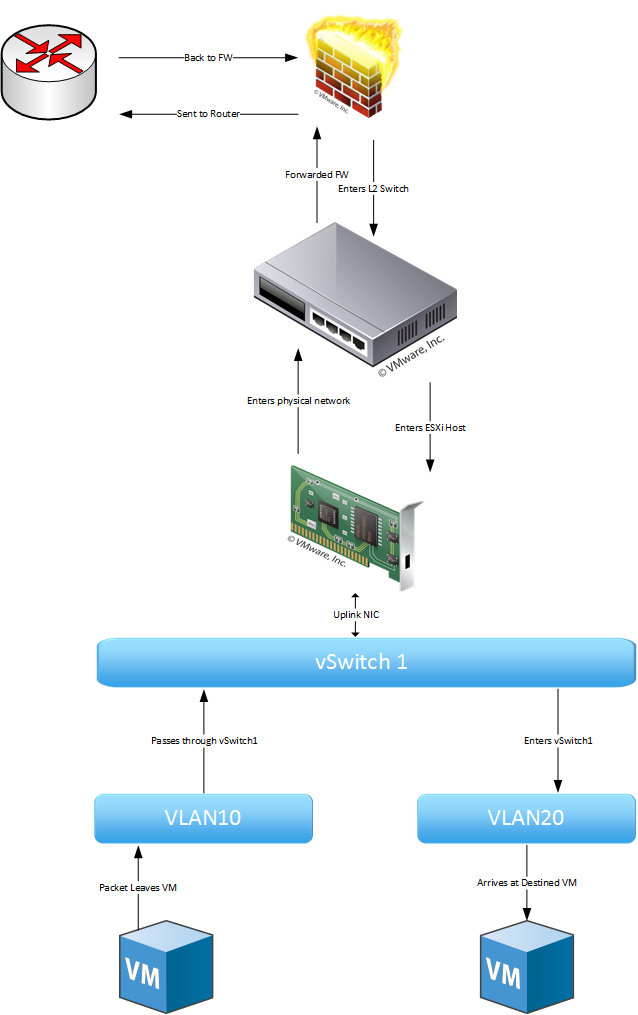 Back to FW
© VMware, Inc.
Sent to Router
Forwarded FW
Enters L2 Switch
© VMware, Inc.
Enters physical network
Enters ESXi Host
© VMware, Inc.
Uplink NIC
vSwitch 1
Passes through vSwitch1
Enters vSwitch1
VLAN10
VLAN20
Packet Leaves VM
Arrives at Destined VM
VM
VM